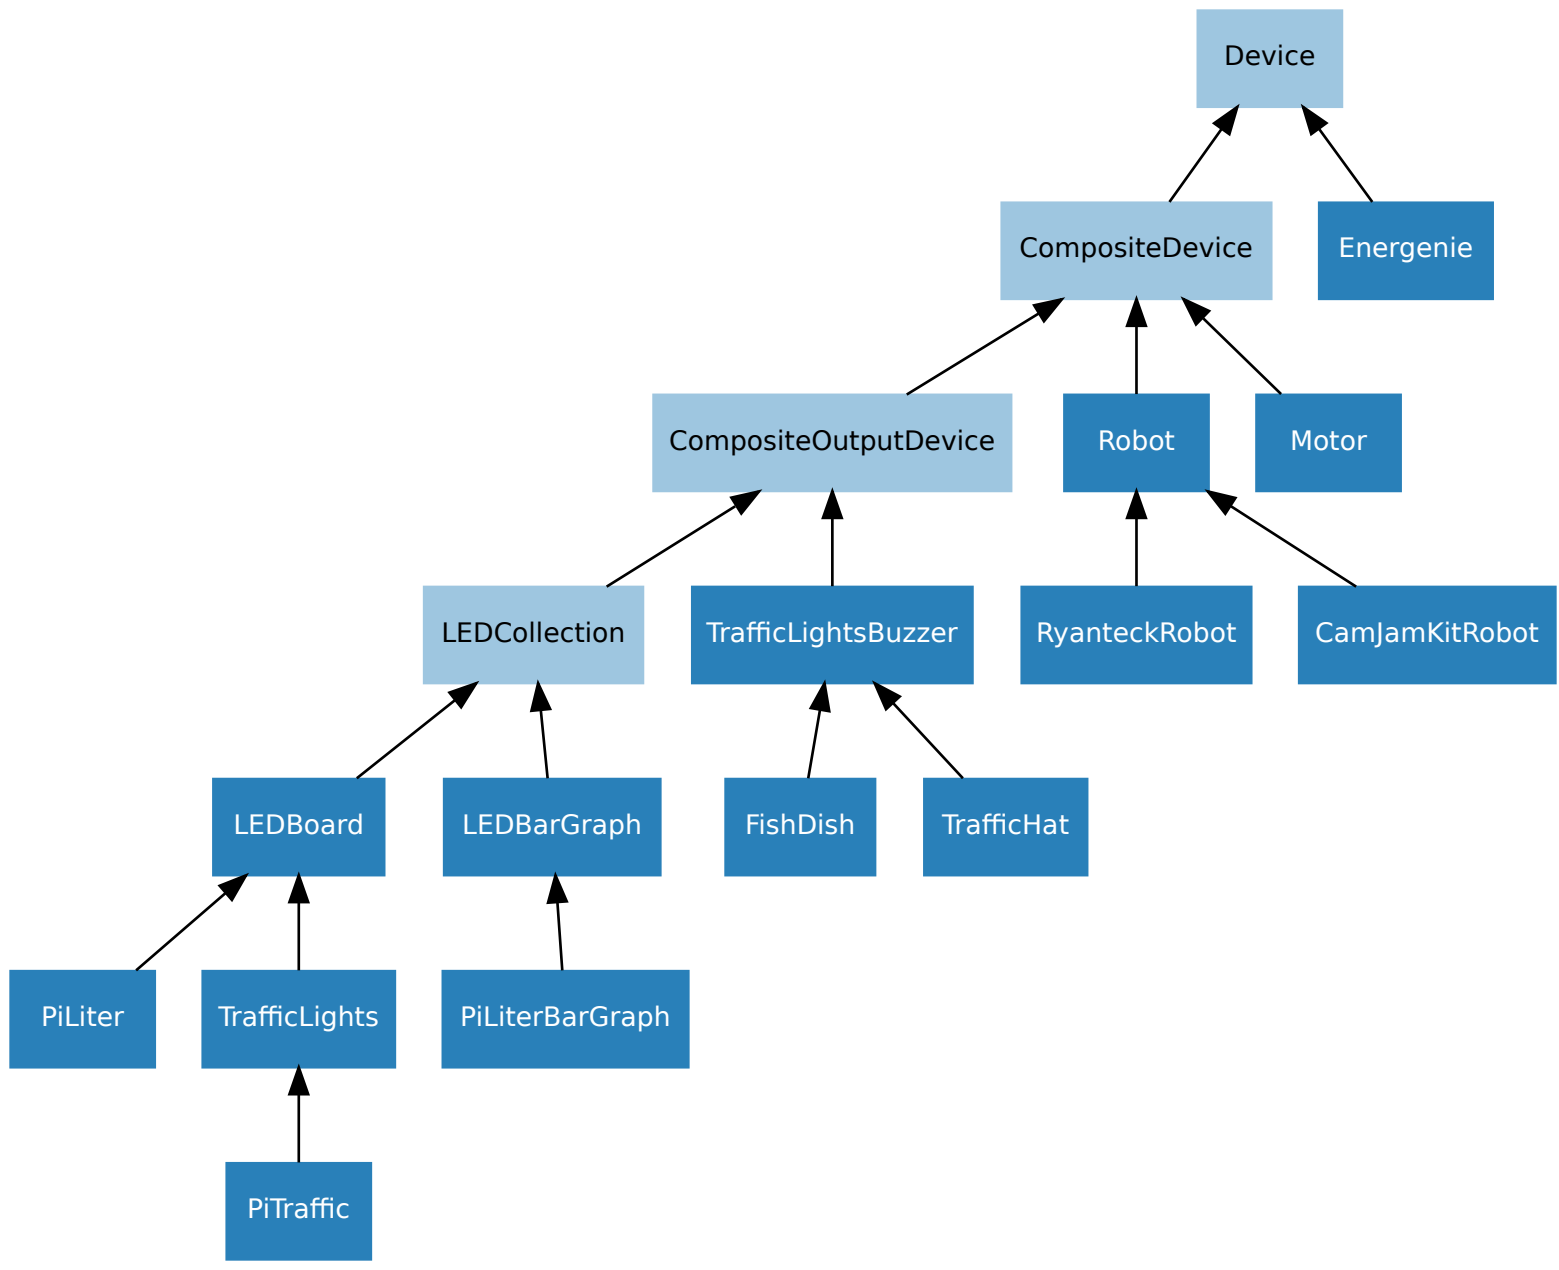 Device
CompositeDevice
Energenie
CompositeOutputDevice
Robot
Motor
LEDCollection
TrafficLightsBuzzer
RyanteckRobot
CamJamKitRobot
LEDBoard
LEDBarGraph
FishDish
TrafficHat
PiLiter
TrafficLights
PiLiterBarGraph
PiTraffic